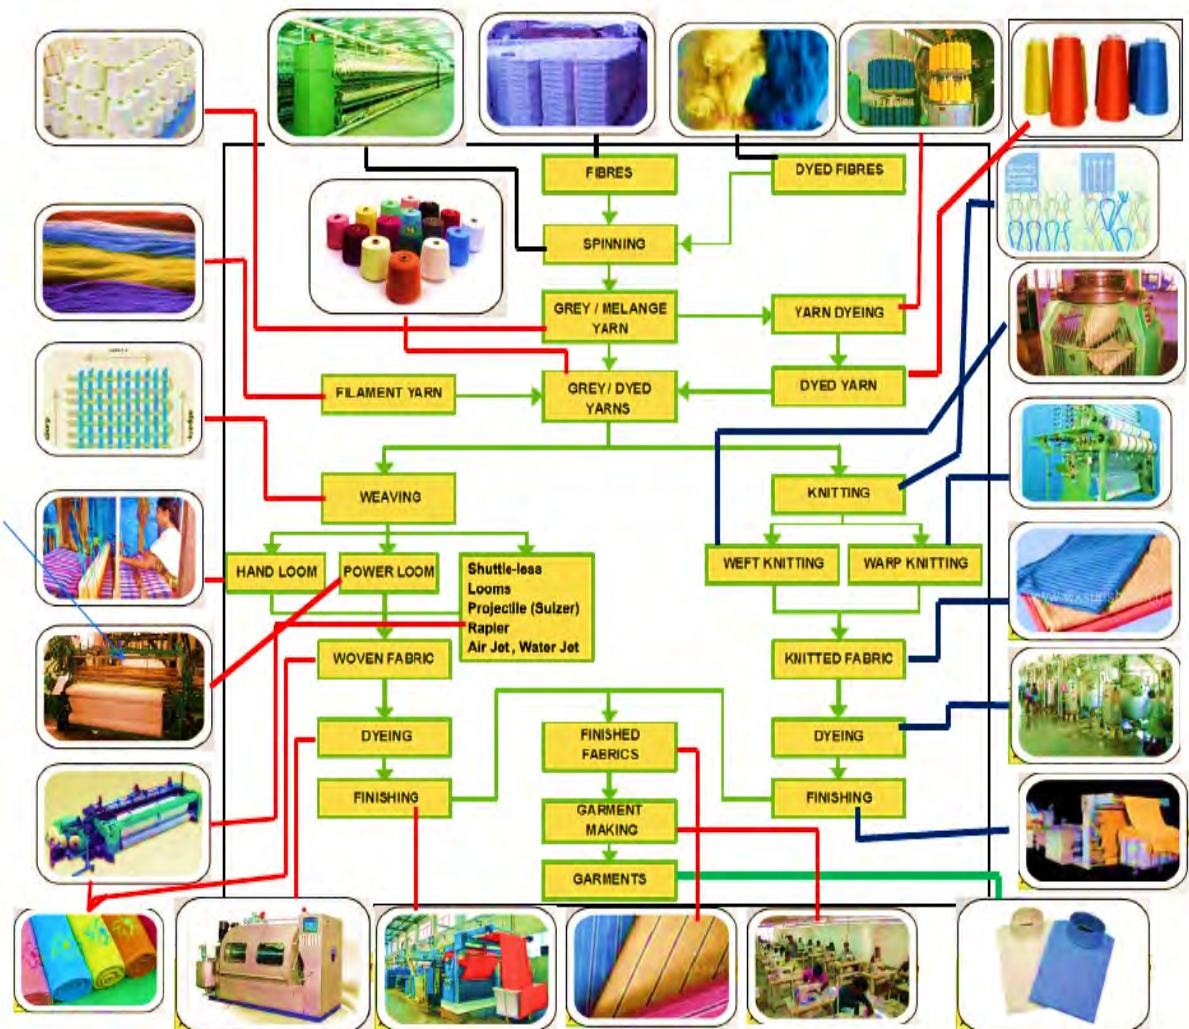 FIBRES
DYED FIBRES
SPINNING
GREY / MELANGE
YARN
YARN DYEING
FILAMENT YARN
GREY / DYED
YARNS
DYED YARN
WEAVING
KNITTING
HAND LOOM
POWER LOOM
Shuttle-less
Looms
Projectile (Sulzer)
Rapier
Air Jet , Water Jet
WEFT KNITTING
WARP KNITTING
WOVEN FABRIC
KNITTED FABRIC
DYEING
FINISHED
FABRICS
DYEING
FINISHING
GARMENT
MAKING
FINISHING
GARMENTS